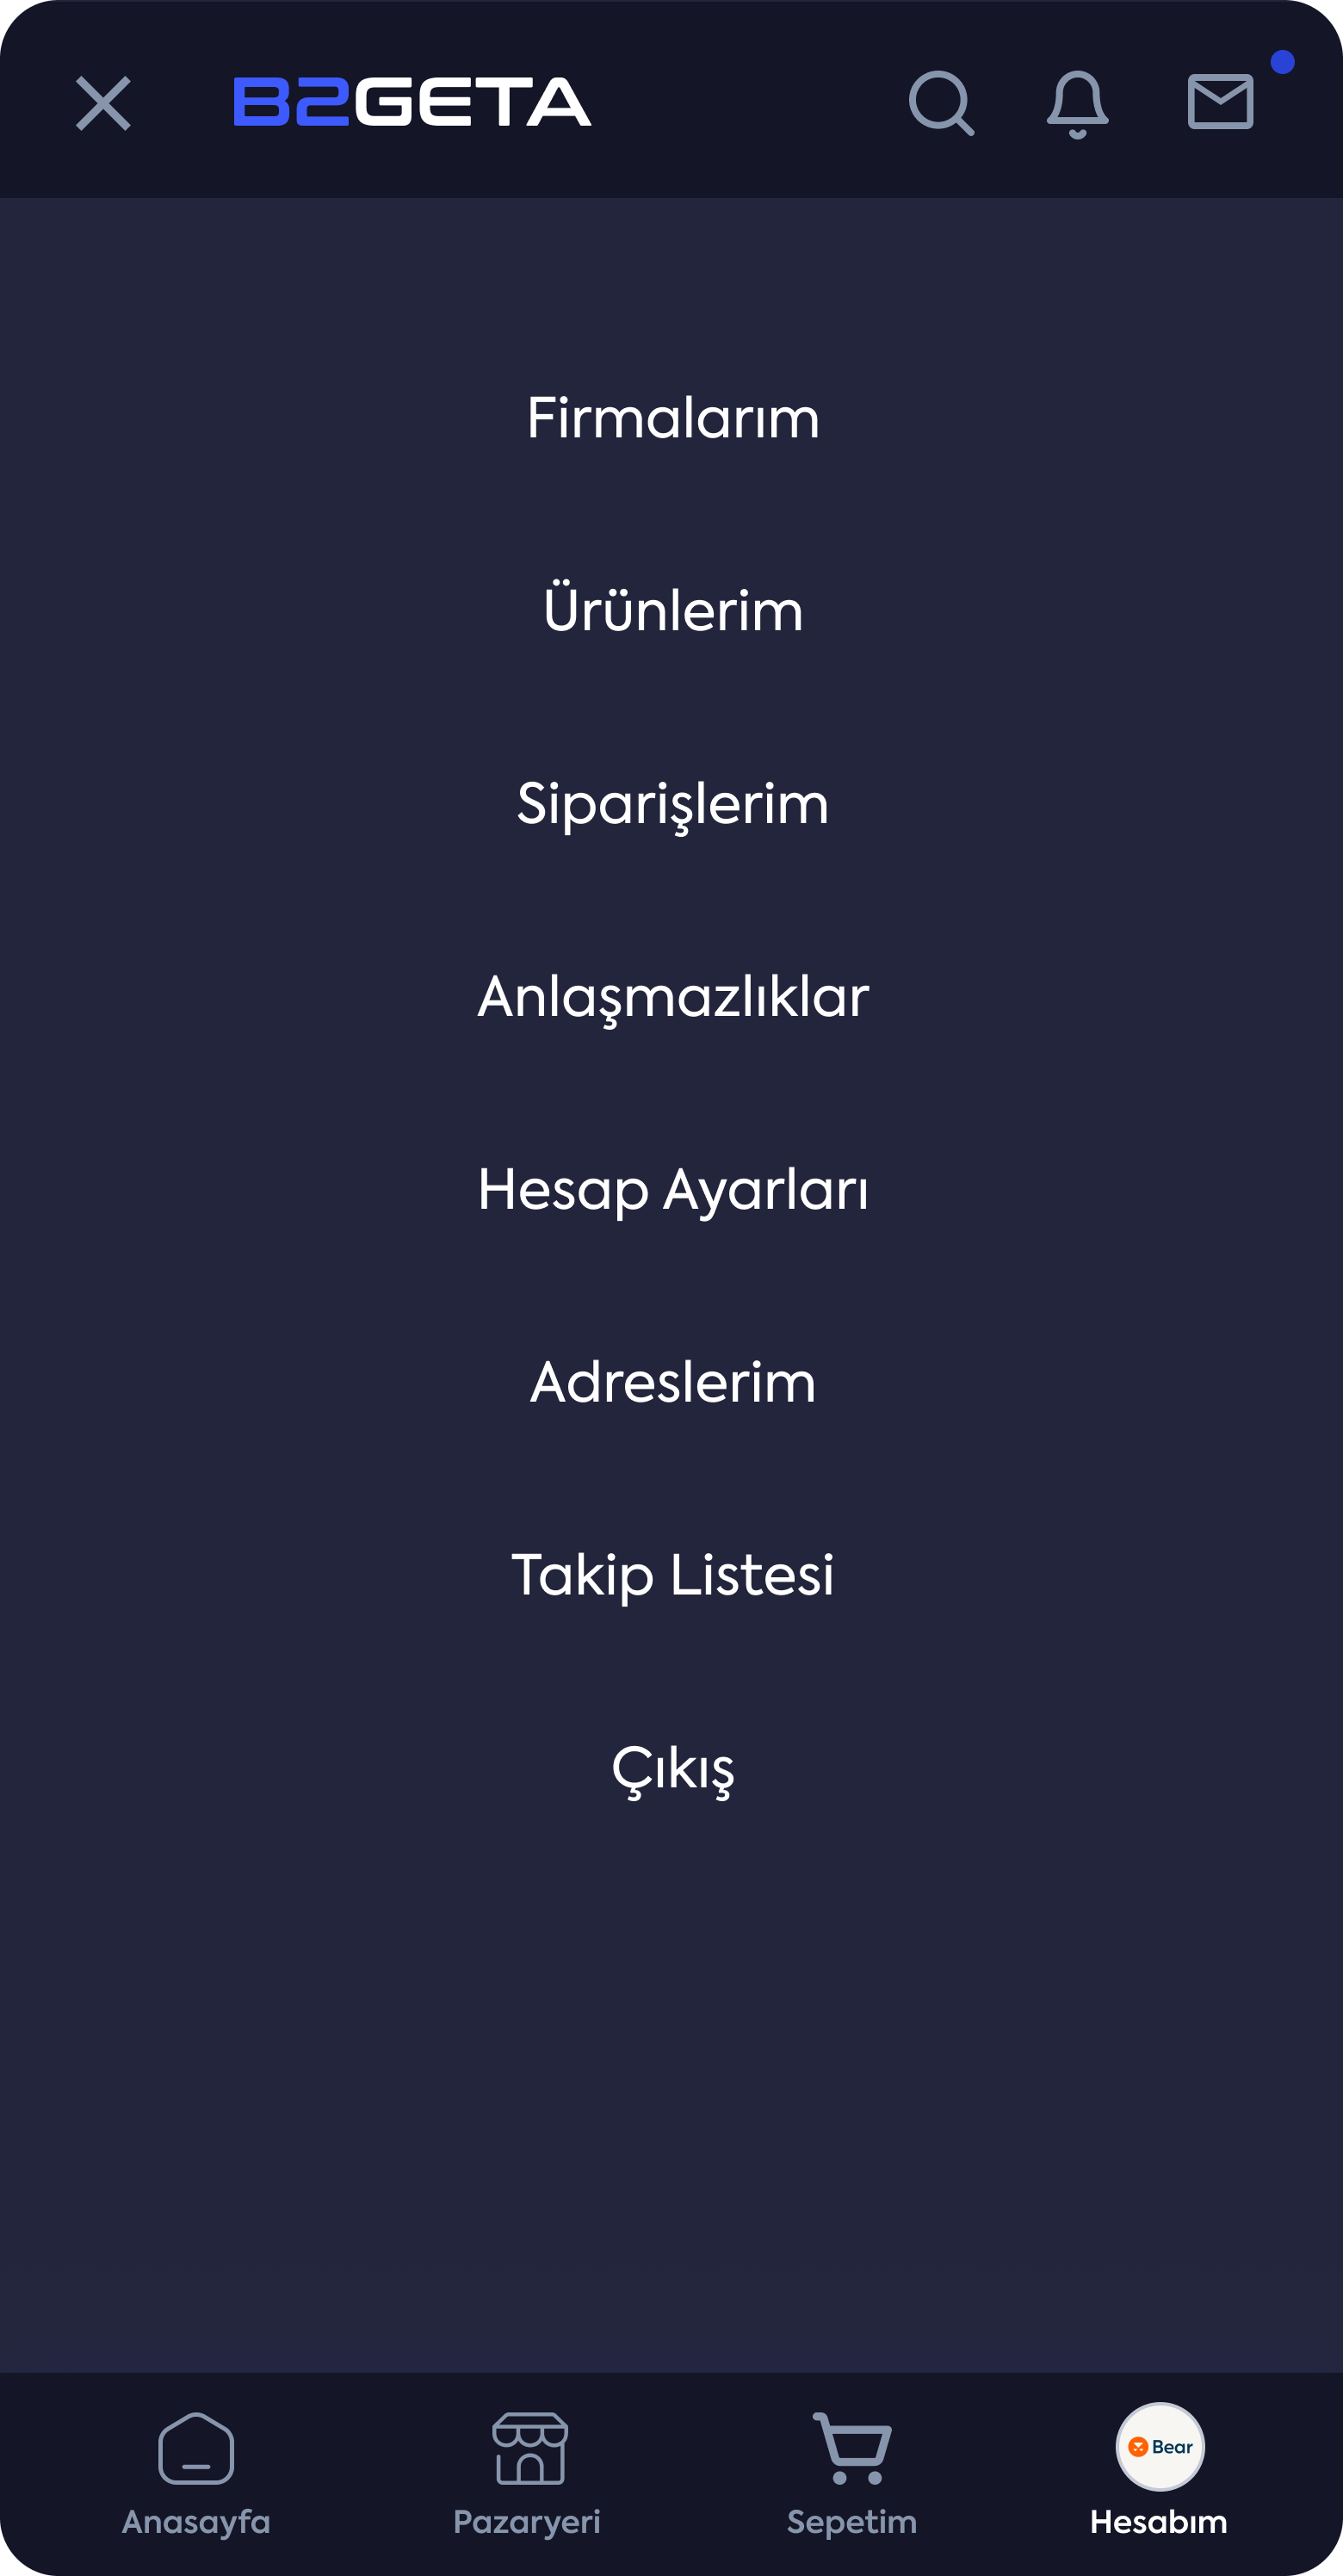 B2GETA
Firmalarım
Ürünlerim
Siparişlerim
Anlaşmazlıklar
Hesap Ayarları
Adreslerim
Takip Listesi
Çıkış
Bear
Anasayfa
Pazaryeri
Sepetim
Hesabım